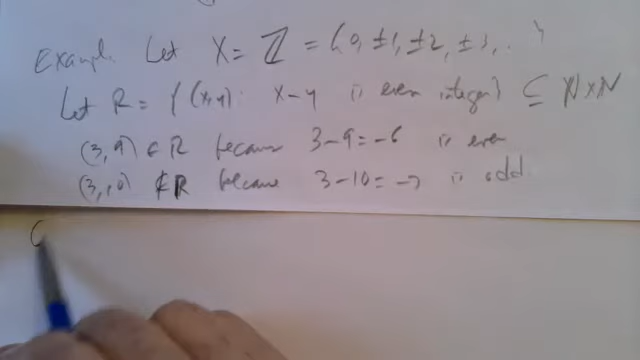 Example. Let X = ℤ = {0, ±1, ±2, ±3, .. }
Let R = { (x,y): x-y is even integer} ⊆ ℕ×ℕ
(3,9) ∈ R because 3-9=-6 is even
(3,10) ∉ R because 3-10=-7 is odd.
(